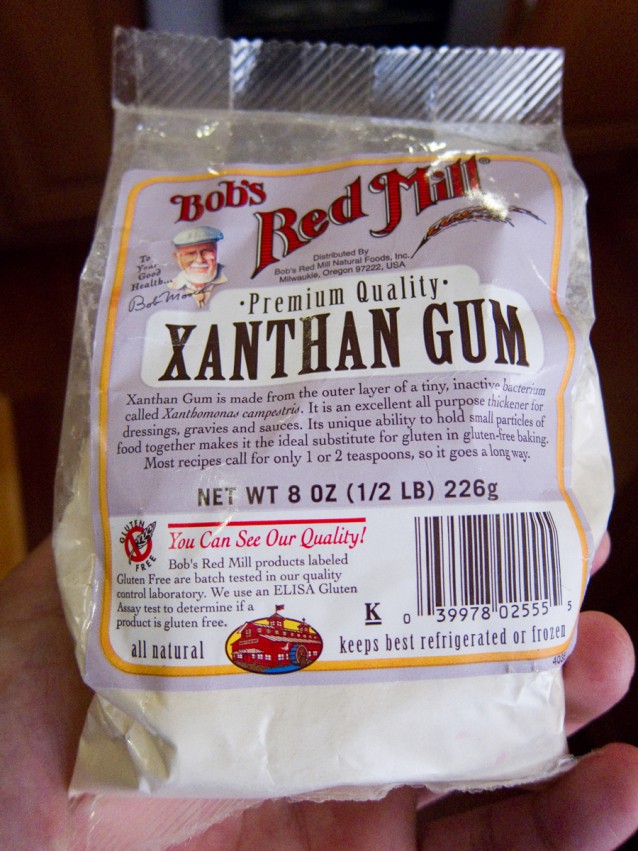 Bob's
Red Mill®
To
Your
Good
Health...
Bob Moore
Distributed By
Bob's Red Mill Natural Foods, Inc.
Milwaukie, Oregon 97222, USA
·Premium Quality·
XANTHAN GUM
Xanthan Gum is made from the outer layer of a tiny, inactive bacterium
called Xanthomonas campestris. It is an excellent all purpose thickener for
dressings, gravies and sauces. Its unique ability to hold small particles of
food together makes it the ideal substitute for gluten in gluten-free baking.
Most recipes call for only 1 or 2 teaspoons, so it goes a long way.
NET WT 8 OZ (1/2 LB) 226g
GLUTEN
FREE
You Can See Our Quality!
Bob's Red Mill products labeled
Gluten Free are batch tested in our quality
control laboratory. We use an ELISA Gluten
Assay test to determine if a
product is gluten free.
K
0 39978 02555 5
all natural
keeps best refrigerated or frozen